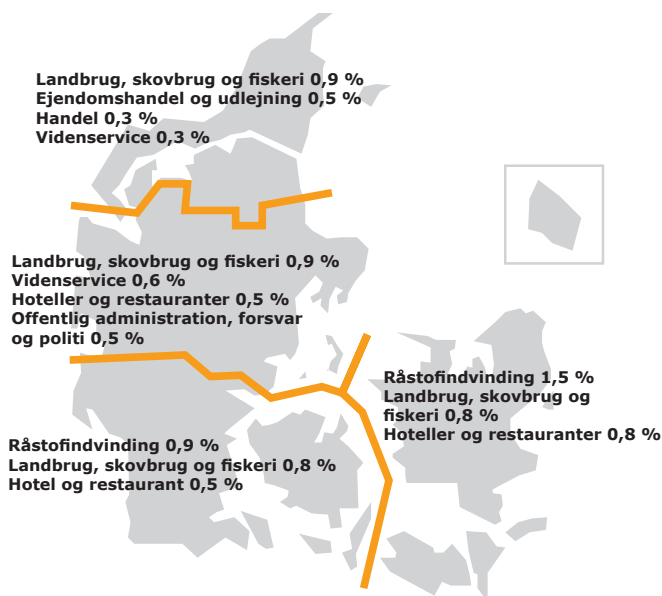 Landbrug, skovbrug og fiskeri 0,9 %
Ejendomshandel og udlejning 0,5 %
Handel 0,3 %
Videnservice 0,3 %
Landbrug, skovbrug og fiskeri 0,9 %
Videnservice 0,6 %
Hoteller og restauranter 0,5 %
Offentlig administration, forsvar
og politi 0,5 %
Råstofindvinding 1,5 %
Landbrug, skovbrug og
fiskeri 0,8 %
Hoteller og restauranter 0,8 %
Råstofindvinding 0,9 %
Landbrug, skovbrug og fiskeri 0,8 %
Hotel og restaurant 0,5 %